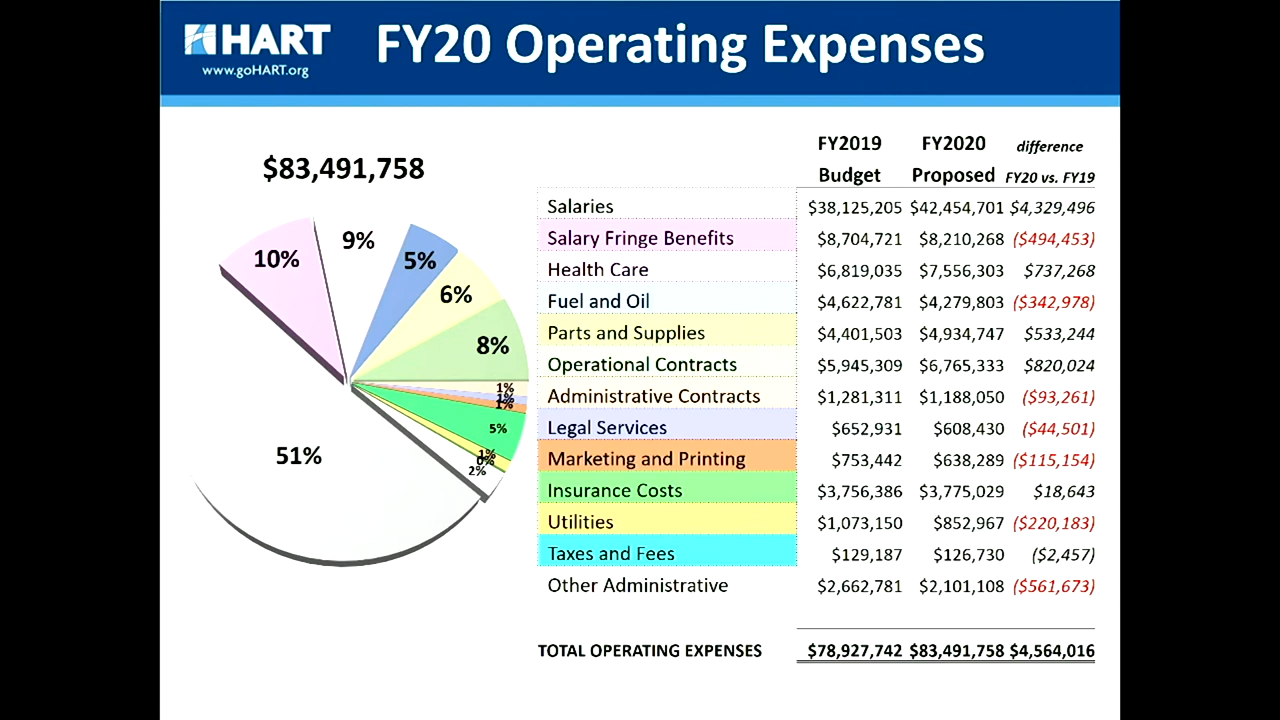 HART
www.goHART.org
FY20 Operating Expenses
$83,491,758
10%
9%
5%
6%
8%
1%
1%
1%
5%
1%
0%
2%
51%
FY2019 FY2020 difference
Budget Proposed FY20 vs. FY19
Salaries $38,125,205 $42,454,701 $4,329,496
Salary Fringe Benefits $8,704,721 $8,210,268 ($494,453)
Health Care $6,819,035 $7,556,303 $737,268
Fuel and Oil $4,622,781 $4,279,803 ($342,978)
Parts and Supplies $4,401,503 $4,934,747 $533,244
Operational Contracts $5,945,309 $6,765,333 $820,024
Administrative Contracts $1,281,311 $1,188,050 ($93,261)
Legal Services $652,931 $608,430 ($44,501)
Marketing and Printing $753,442 $638,289 ($115,154)
Insurance Costs $3,756,386 $3,775,029 $18,643
Utilities $1,073,150 $852,967 ($220,183)
Taxes and Fees $129,187 $126,730 ($2,457)
Other Administrative $2,662,781 $2,101,108 ($561,673)
TOTAL OPERATING EXPENSES $78,927,742 $83,491,758 $4,564,016